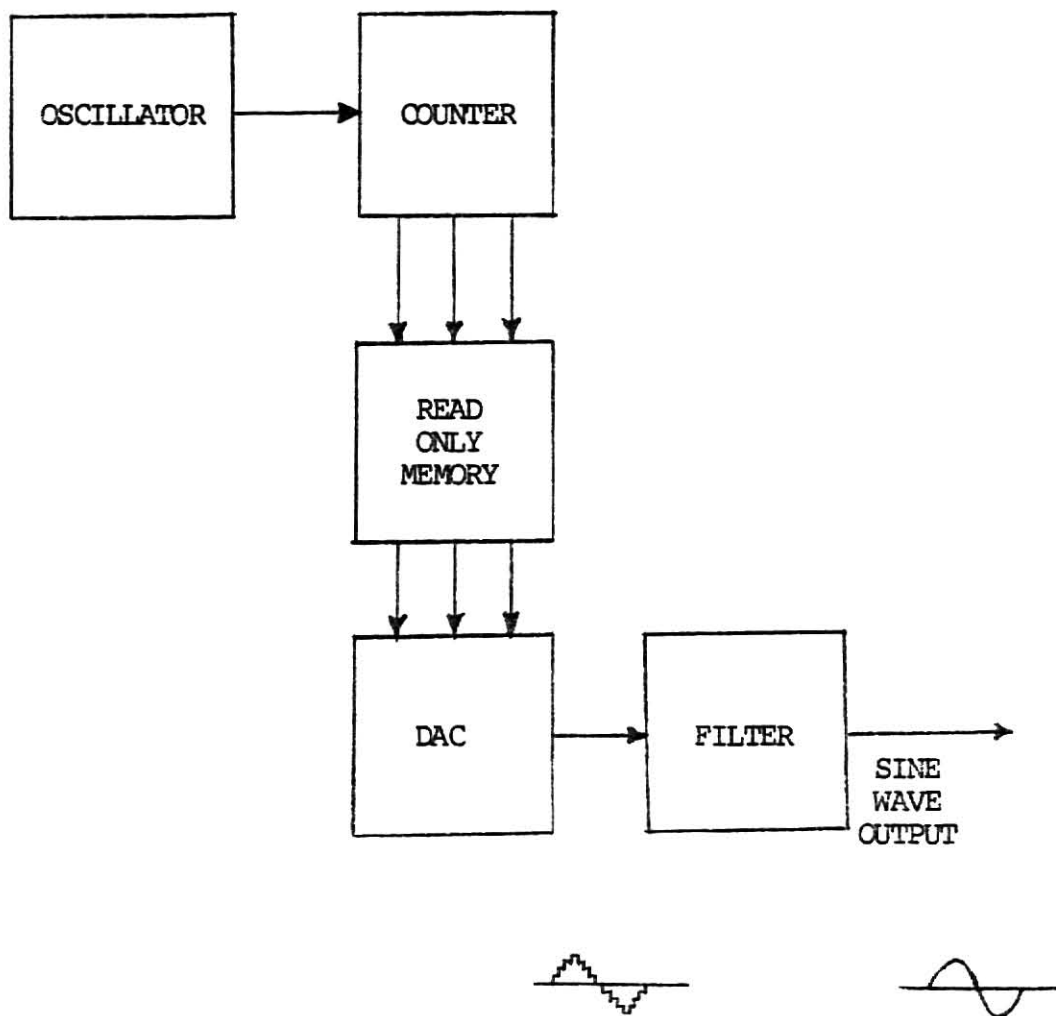 OSCILLATOR
COUNTER
READ
ONLY
MEMORY
DAC
FILTER
SINE
WAVE
OUTPUT